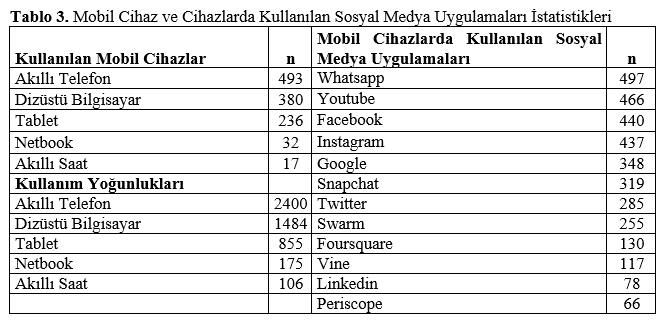 Tablo 3. Mobil Cihaz ve Cihazlarda Kullanılan Sosyal Medya Uygulamaları İstatistikleri
Kullanılan Mobil Cihazlar n Mobil Cihazlarda Kullanılan Sosyal
Medya Uygulamaları n
Akıllı Telefon 493 Whatsapp 497
Dizüstü Bilgisayar 380 Youtube 466
Tablet 236 Facebook 440
Netbook 32 Instagram 437
Akıllı Saat 17 Google 348
Kullanım Yoğunlukları Snapchat 319
Akıllı Telefon 2400 Twitter 285
Dizüstü Bilgisayar 1484 Swarm 255
Tablet 855 Foursquare 130
Netbook 175 Vine 117
Akıllı Saat 106 Linkedin 78
Periscope 66